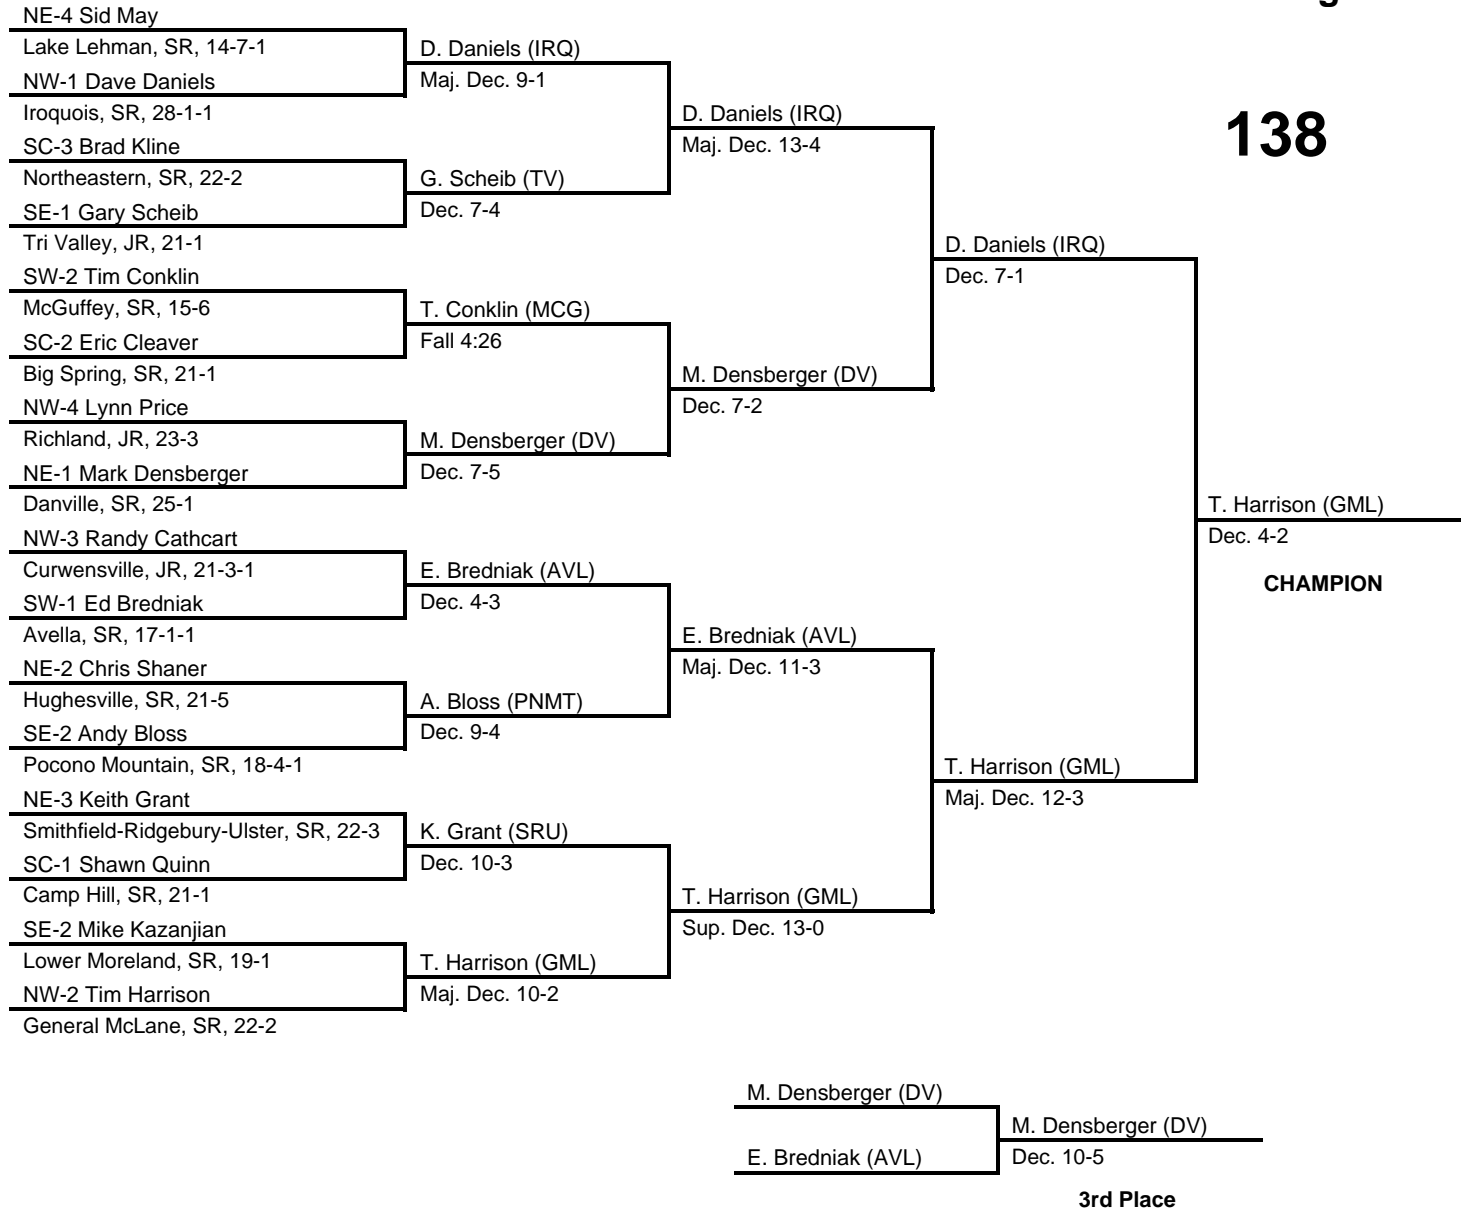 NE-4 Sid May
Lake Lehman, SR, 14-7-1
NW-1 Dave Daniels
Iroquois, SR, 28-1-1
SC-3 Brad Kline
Northeastern, SR, 22-2
SE-1 Gary Scheib
Tri Valley, JR, 21-1
SW-2 Tim Conklin
McGuffey, SR, 15-6
SC-2 Eric Cleaver
Big Spring, SR, 21-1
NW-4 Lynn Price
Richland, JR, 23-3
NE-1 Mark Densberger
Danville, SR, 25-1
NW-3 Randy Cathcart
Curwensville, JR, 21-3-1
SW-1 Ed Bredniak
Avella, SR, 17-1-1
NE-2 Chris Shaner
Hughesville, SR, 21-5
SE-2 Andy Bloss
Pocono Mountain, SR, 18-4-1
NE-3 Keith Grant
Smithfield-Ridgebury-Ulster, SR, 22-3
SC-1 Shawn Quinn
Camp Hill, SR, 21-1
SE-2 Mike Kazanjian
Lower Moreland, SR, 19-1
NW-2 Tim Harrison
General McLane, SR, 22-2
D. Daniels (IRQ)
Maj. Dec. 9-1
G. Scheib (TV)
Dec. 7-4
T. Conklin (MCG)
Fall 4:26
M. Densberger (DV)
Dec. 7-5
E. Bredniak (AVL)
Dec. 4-3
A. Bloss (PNMT)
Dec. 9-4
K. Grant (SRU)
Dec. 10-3
T. Harrison (GML)
Maj. Dec. 10-2
D. Daniels (IRQ)
Maj. Dec. 13-4
M. Densberger (DV)
Dec. 7-2
E. Bredniak (AVL)
Maj. Dec. 11-3
T. Harrison (GML)
Sup. Dec. 13-0
D. Daniels (IRQ)
Dec. 7-1
T. Harrison (GML)
Maj. Dec. 12-3
138
T. Harrison (GML)
Dec. 4-2
CHAMPION
M. Densberger (DV)
E. Bredniak (AVL)
M. Densberger (DV)
Dec. 10-5
3rd Place